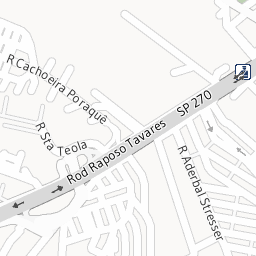 R Cachoeira Poraquê
SP 270
R Sta Teola
Rod Raposo Tavares
R Aderbal Stresser